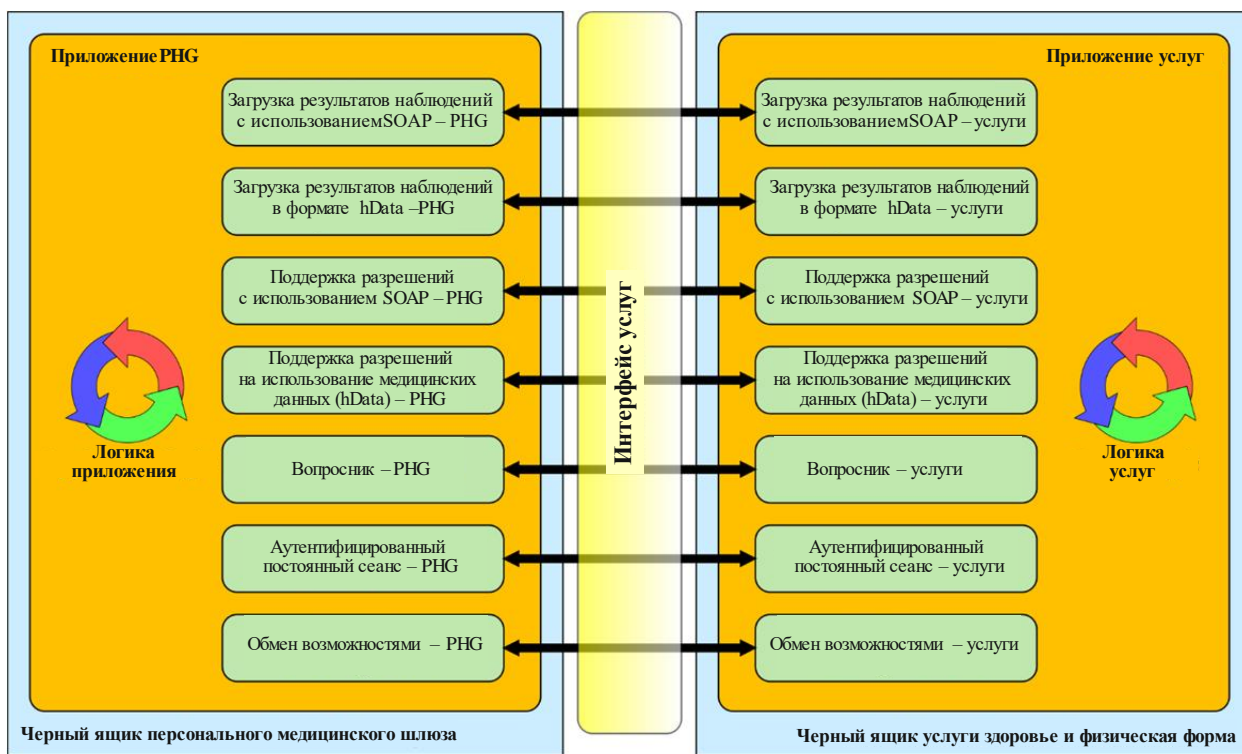 Приложение PHG
Загрузка результатов наблюдений
с использованием SOAP – PHG
Загрузка результатов наблюдений
в формате hData –PHG
Поддержка разрешений
с использованием SOAP – PHG
Поддержка разрешений
на использование медицинских
данных (hData) – PHG
Вопросник – PHG
Аутентифицированный
постоянный сеанс – PHG
Обмен возможностями – PHG
Логика
приложения
Черный ящик персонального медицинского шлюза
Интерфейс услуг
Приложение услуг
Загрузка результатов наблюдений
с использованием SOAP – услуги
Загрузка результатов наблюдений
в формате hData – услуги
Поддержка разрешений
с использованием SOAP – услуги
Поддержка разрешений
на использование медицинских
данных (hData) – услуги
Вопросник – услуги
Аутентифицированный
постоянный сеанс – услуги
Обмен возможностями – услуги
Логика
услуг
Черный ящик услуги здоровье и физическая форма